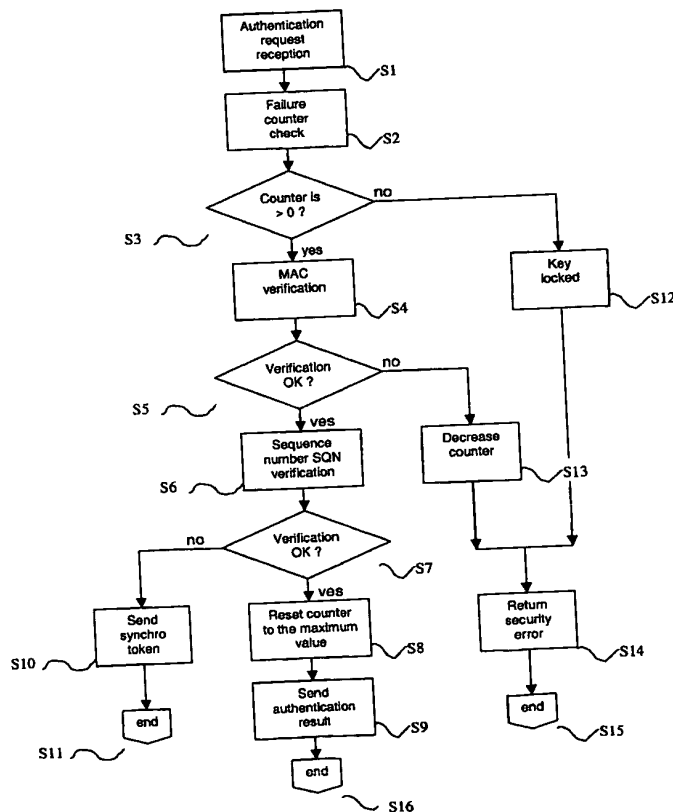 Authentication
request
reception
S1
Failure
counter
check
S2
Counter is
> 0 ?
no
S3
yes
MAC
verification
S4
Key
locked
S12
Verification
OK ?
no
S5
yes
Sequence
number SQN
verification
S6
Decrease
counter
S13
no
Verification
OK ?
S7
yes
Send
synchro
token
S10
Reset counter
to the maximum
value
S8
Return
security
error
S14
Send
authentication
result
S9
end
S11
end
S15
end
S16